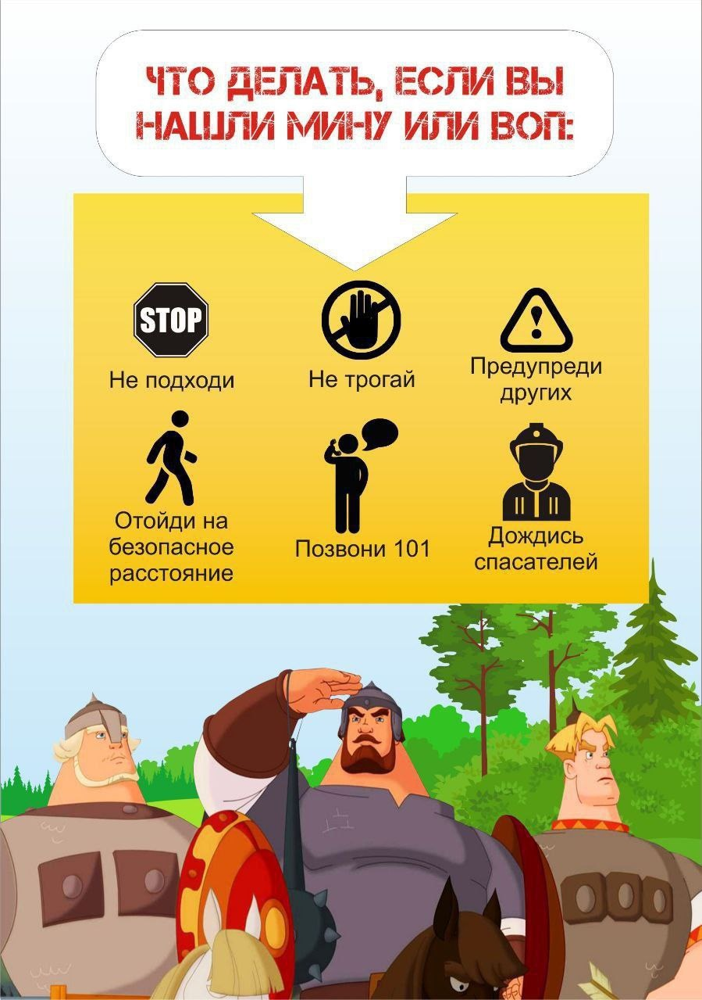 ЧТО ДЕЛАТЬ, ЕСЛИ ВЫ
НАШЛИ МИНУ ИЛИ ВОП:
STOP
Не подходи
Не трогай
Предупреди
других
Отойди на
безопасное
расстояние
Позвони 101
Дождись
спасателей